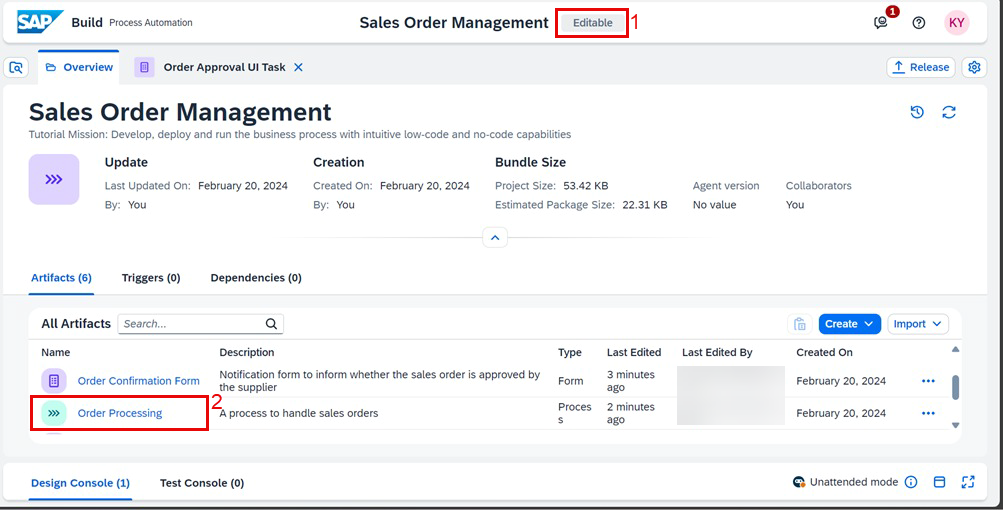 SAP Build Process Automation Sales Order Management Editable 1 1 KY
Overview Order Approval UI Task Release
Sales Order Management
Tutorial Mission: Develop, deploy and run the business process with intuitive low-code and no-code capabilities
Update Creation Bundle Size
Last Updated On: February 20, 2024 Created On: February 20, 2024 Project Size: 53.42 KB Agent version Collaborators
By: You By: You Estimated Package Size: 22.31 KB No value You
Artifacts (6) Triggers (0) Dependencies (0)
All Artifacts Search... Create Import
Name Description Type Last Edited Last Edited By Created On
Order Confirmation Form Notification form to inform whether the sales order is approved by the supplier Form 3 minutes ago February 20, 2024
2
Order Processing A process to handle sales orders Process 2 minutes ago February 20, 2024
Design Console (1) Test Console (0) Unattended mode